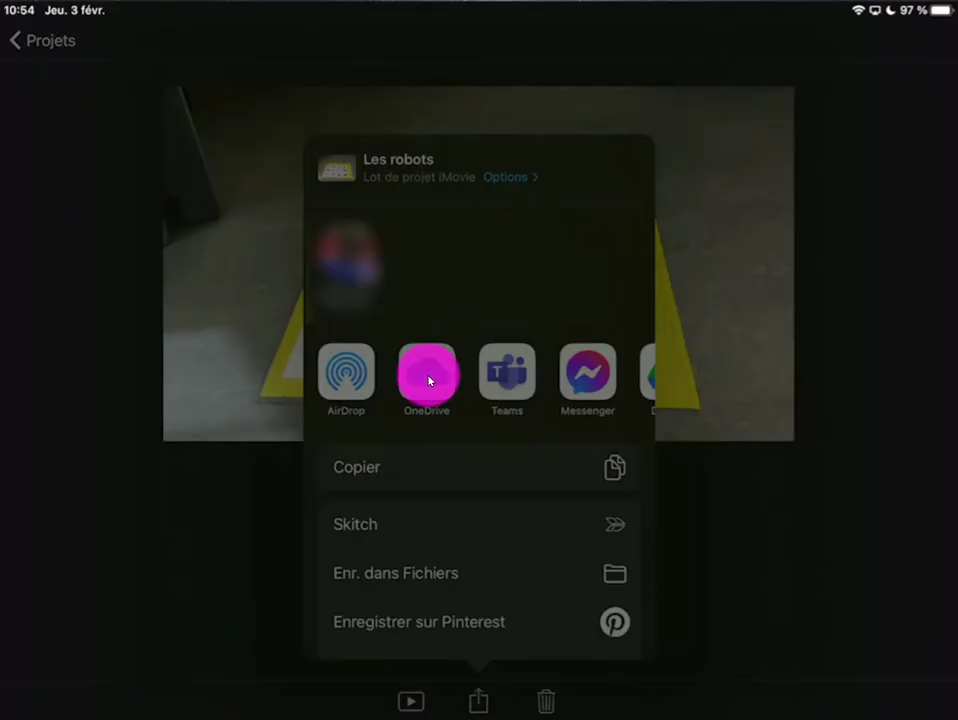 10:54 Jeu. 3 févr. 97 %
Projets
Les robots
Lot de projet iMovie Options >
AirDrop OneDrive Teams Messenger
Copier
Skitch
Enr. dans Fichiers
Enregistrer sur Pinterest